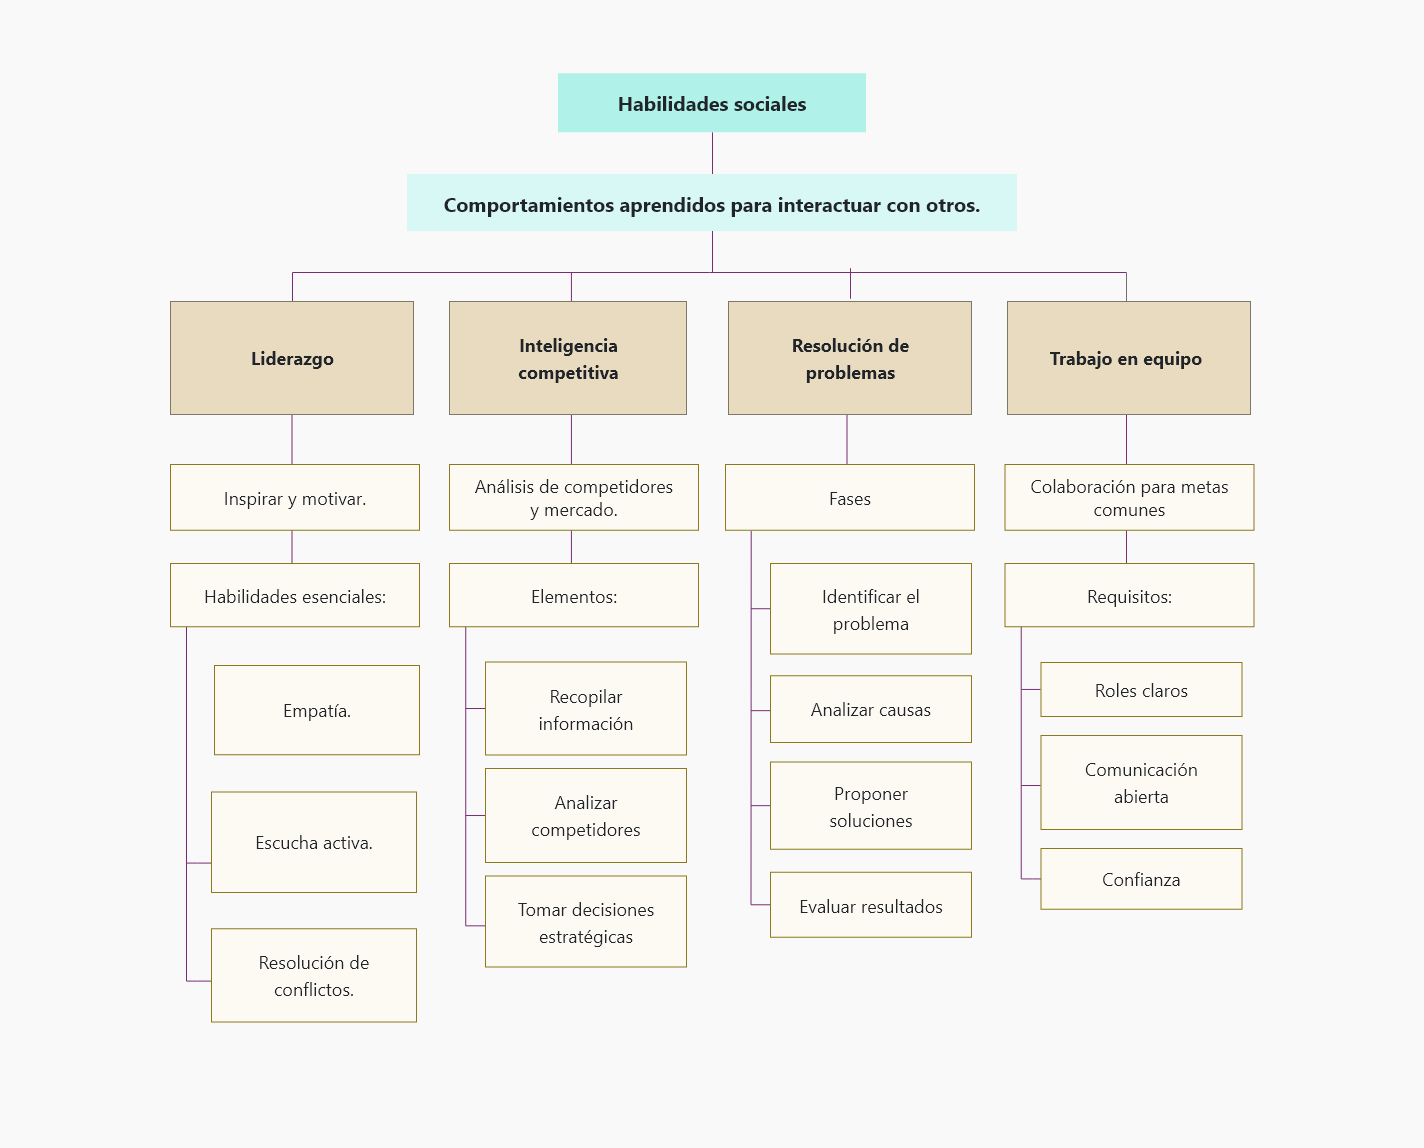 Habilidades sociales
Comportamientos aprendidos para interactuar con otros.
Liderazgo
Inteligencia
competitiva
Resolución de
problemas
Trabajo en equipo
Inspirar y motivar.
Análisis de competidores
y mercado.
Fases
Colaboración para metas
comunes
Habilidades esenciales:
Elementos:
Identificar el
problema
Requisitos:
Empatía.
Recopilar
información
Analizar causas
Roles claros
Escucha activa.
Analizar
competidores
Proponer
soluciones
Comunicación
abierta
Resolución de
conflictos.
Tomar decisiones
estratégicas
Evaluar resultados
Confianza